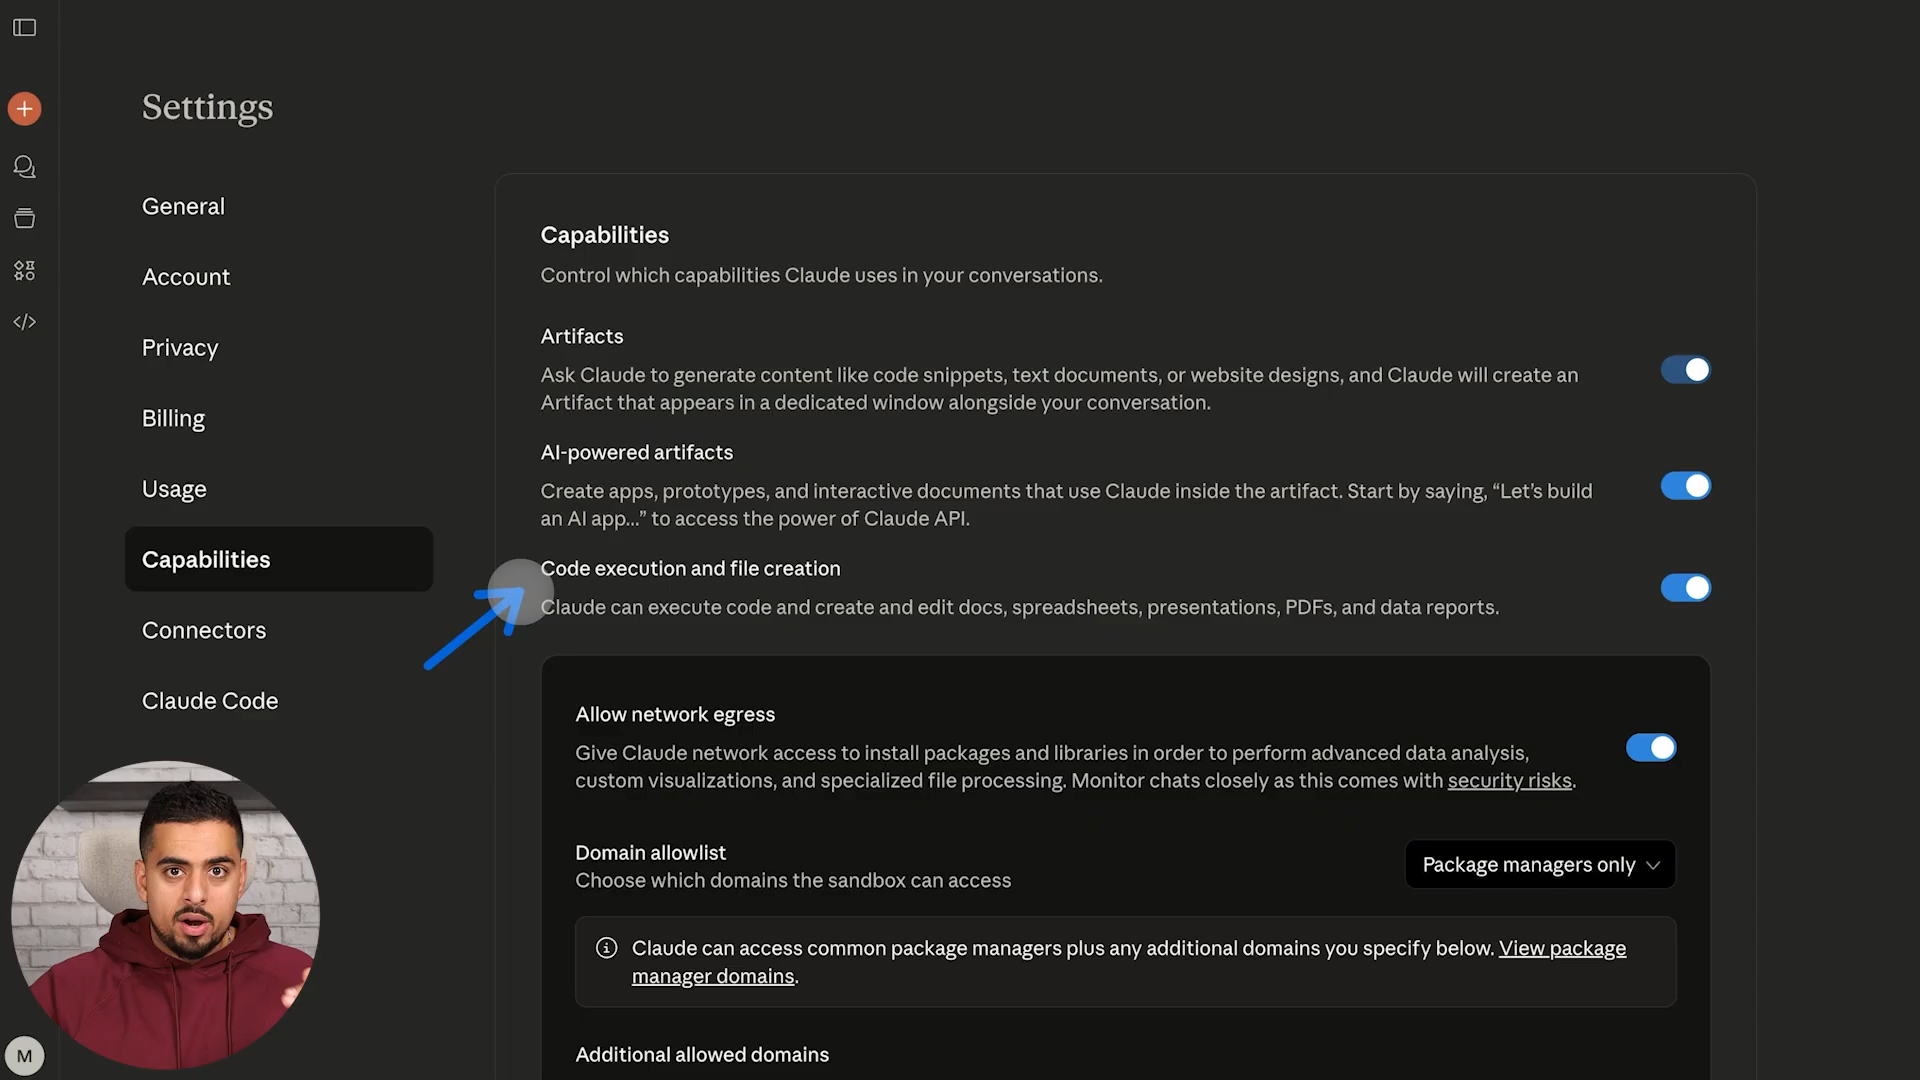 Settings
General
Account
Privacy
Billing
Usage
Capabilities
Connectors
Claude Code
Capabilities
Control which capabilities Claude uses in your conversations.
Artifacts
Ask Claude to generate content like code snippets, text documents, or website designs, and Claude will create an
Artifact that appears in a dedicated window alongside your conversation.
AI-powered artifacts
Create apps, prototypes, and interactive documents that use Claude inside the artifact. Start by saying, “Let’s build
an AI app...” to access the power of Claude API.
Code execution and file creation
Claude can execute code and create and edit docs, spreadsheets, presentations, PDFs, and data reports.
Allow network egress
Give Claude network access to install packages and libraries in order to perform advanced data analysis,
custom visualizations, and specialized file processing. Monitor chats closely as this comes with security risks.
Domain allowlist
Choose which domains the sandbox can access
Package managers only
Claude can access common package managers plus any additional domains you specify below. View package
manager domains.
Additional allowed domains
M